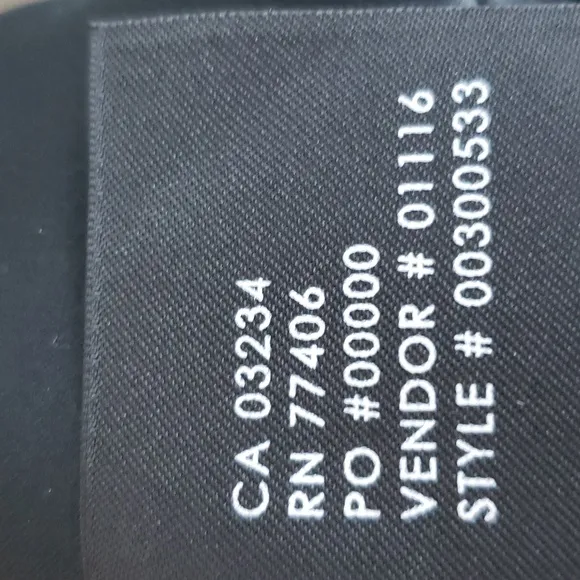 CA 03234
RN 77406
PO #00000
VENDOR # 01116
STYLE # 00300533